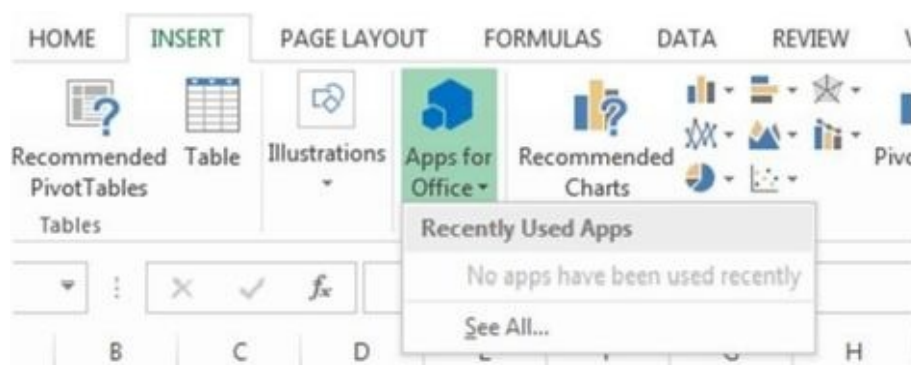 HOME INSERT PAGE LAYOUT FORMULAS DATA REVIEW
Recommended PivotTables
Table
Illustrations
Apps for Office
Recommended Charts
Tables
Recently Used Apps
No apps have been used recently
See All...
fx
B C D H